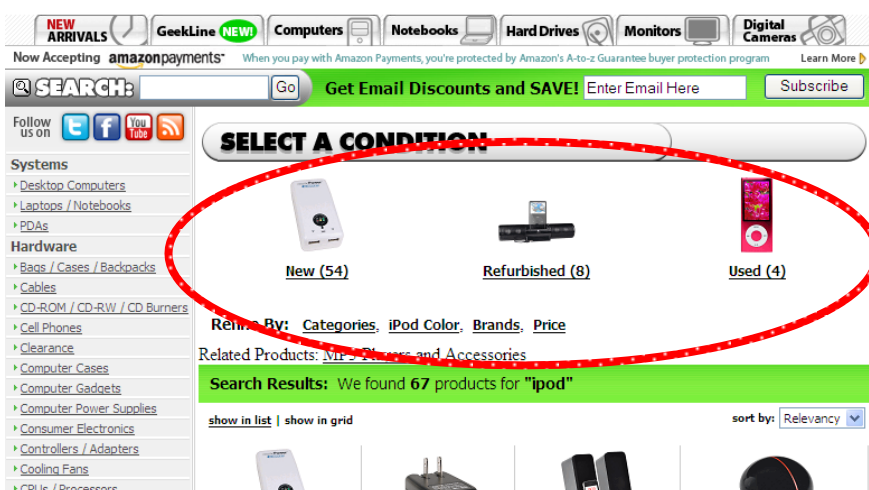 NEW ARRIVALS
GeekLine NEW!
Computers
Notebooks
Hard Drives
Monitors
Digital Cameras
Now Accepting amazonpayments™ When you pay with Amazon Payments, you're protected by Amazon's A-to-z Guarantee buyer protection program Learn More
SEARCH: Go Get Email Discounts and SAVE! Enter Email Here Subscribe
Follow us on
You Tube
Systems
Desktop Computers
Laptops / Notebooks
PDAs
Hardware
Bags / Cases / Backpacks
Cables
CD-ROM / CD-RW / CD Burners
Cell Phones
Clearance
Computer Cases
Computer Gadgets
Computer Power Supplies
Consumer Electronics
Controllers / Adapters
Cooling Fans
CPUs / Processors
SELECT A CONDITION
New (54)
Refurbished (8)
Used (4)
Refine By: Categories, iPod Color, Brands, Price
Related Products: MP3 Players and Accessories
Search Results: We found 67 products for "ipod"
show in list | show in grid
sort by: Relevancy